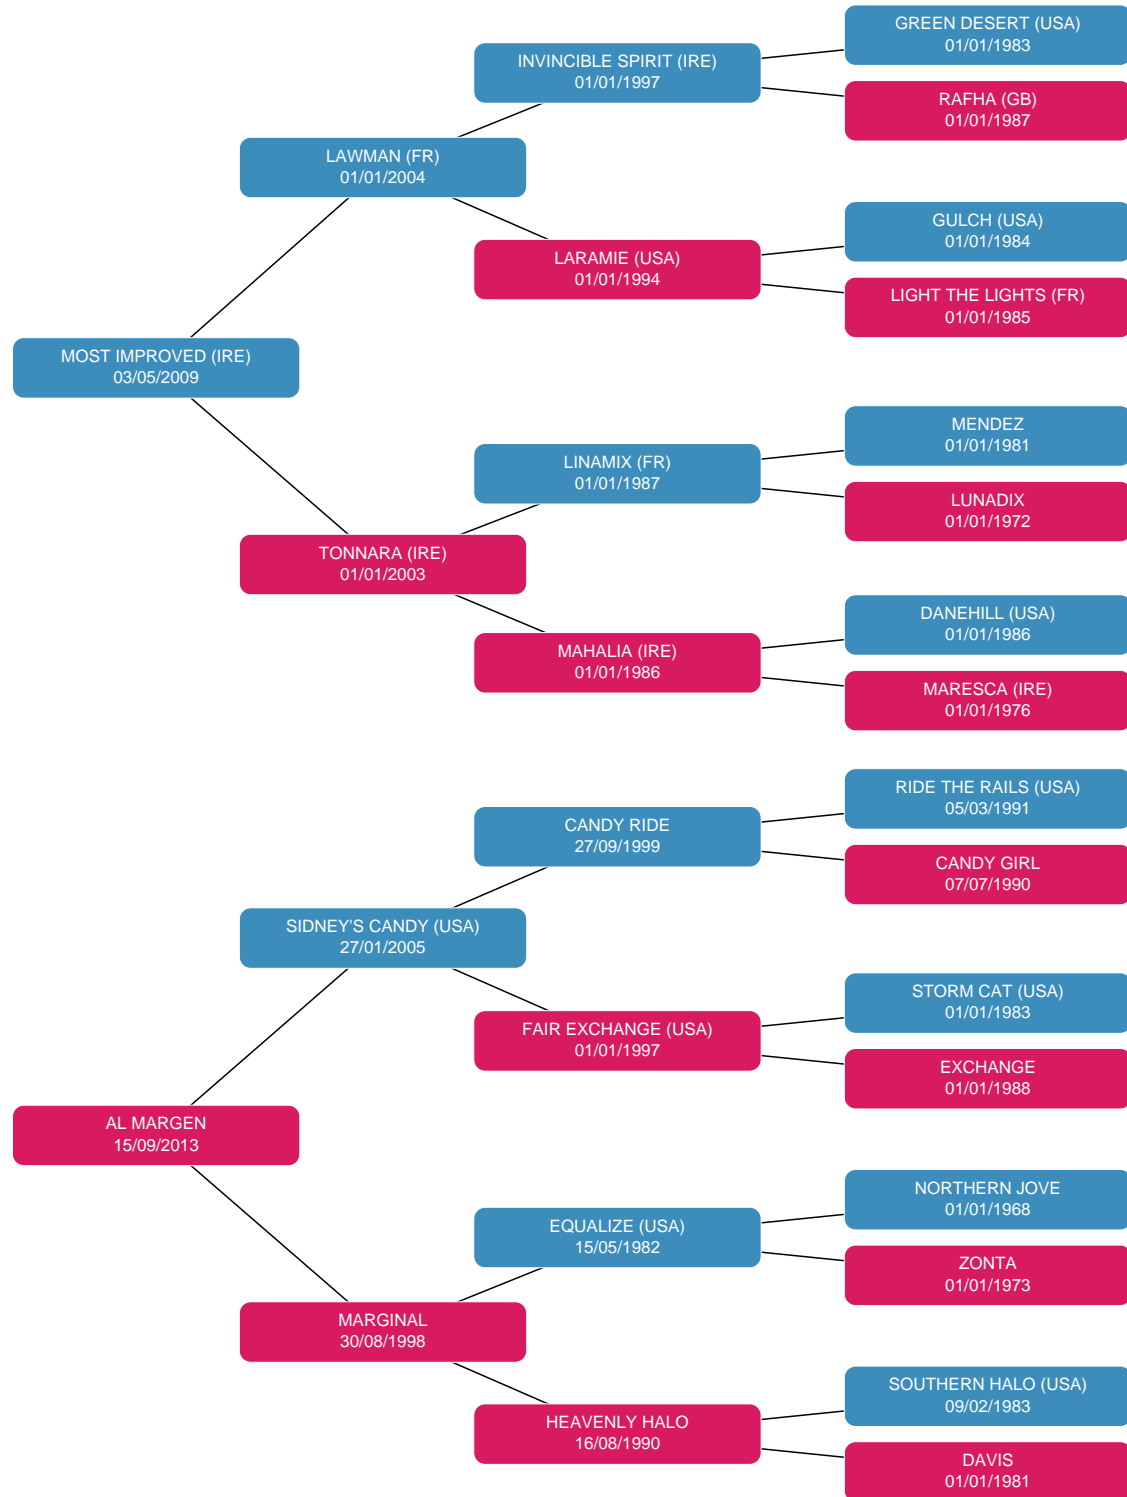 GREEN DESERT (USA)
01/01/1983
INVINCIBLE SPIRIT (IRE)
01/01/1997
RAFHA (GB)
01/01/1987
LAWMAN (FR)
01/01/2004
GULCH (USA)
01/01/1984
LARAMIE (USA)
01/01/1994
LIGHT THE LIGHTS (FR)
01/01/1985
MOST IMPROVED (IRE)
03/05/2009
MENDEZ
01/01/1981
LINAMIX (FR)
01/01/1987
LUNADIX
01/01/1972
TONNARA (IRE)
01/01/2003
DANEHILL (USA)
01/01/1986
MAHALIA (IRE)
01/01/1986
MARESCA (IRE)
01/01/1976
RIDE THE RAILS (USA)
05/03/1991
CANDY RIDE
27/09/1999
CANDY GIRL
07/07/1990
SIDNEY'S CANDY (USA)
27/01/2005
STORM CAT (USA)
01/01/1983
FAIR EXCHANGE (USA)
01/01/1997
EXCHANGE
01/01/1988
AL MARGEN
15/09/2013
NORTHERN JOVE
01/01/1968
EQUALIZE (USA)
15/05/1982
ZONTA
01/01/1973
MARGINAL
30/08/1998
SOUTHERN HALO (USA)
09/02/1983
HEAVENLY HALO
16/08/1990
DAVIS
01/01/1981